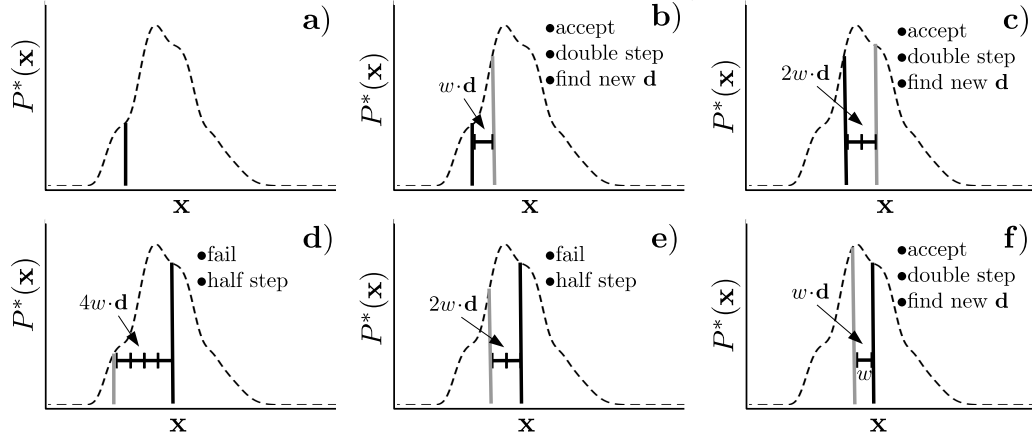 a)
P*(x)
x
b)
●accept
●double step
●find new d
w·d
P*(x)
x
c)
●accept
●double step
●find new d
2w·d
P*(x)
x
d)
●fail
●half step
4w·d
P*(x)
x
e)
●fail
●half step
2w·d
P*(x)
x
f)
●accept
●double step
●find new d
w·d
w
P*(x)
x